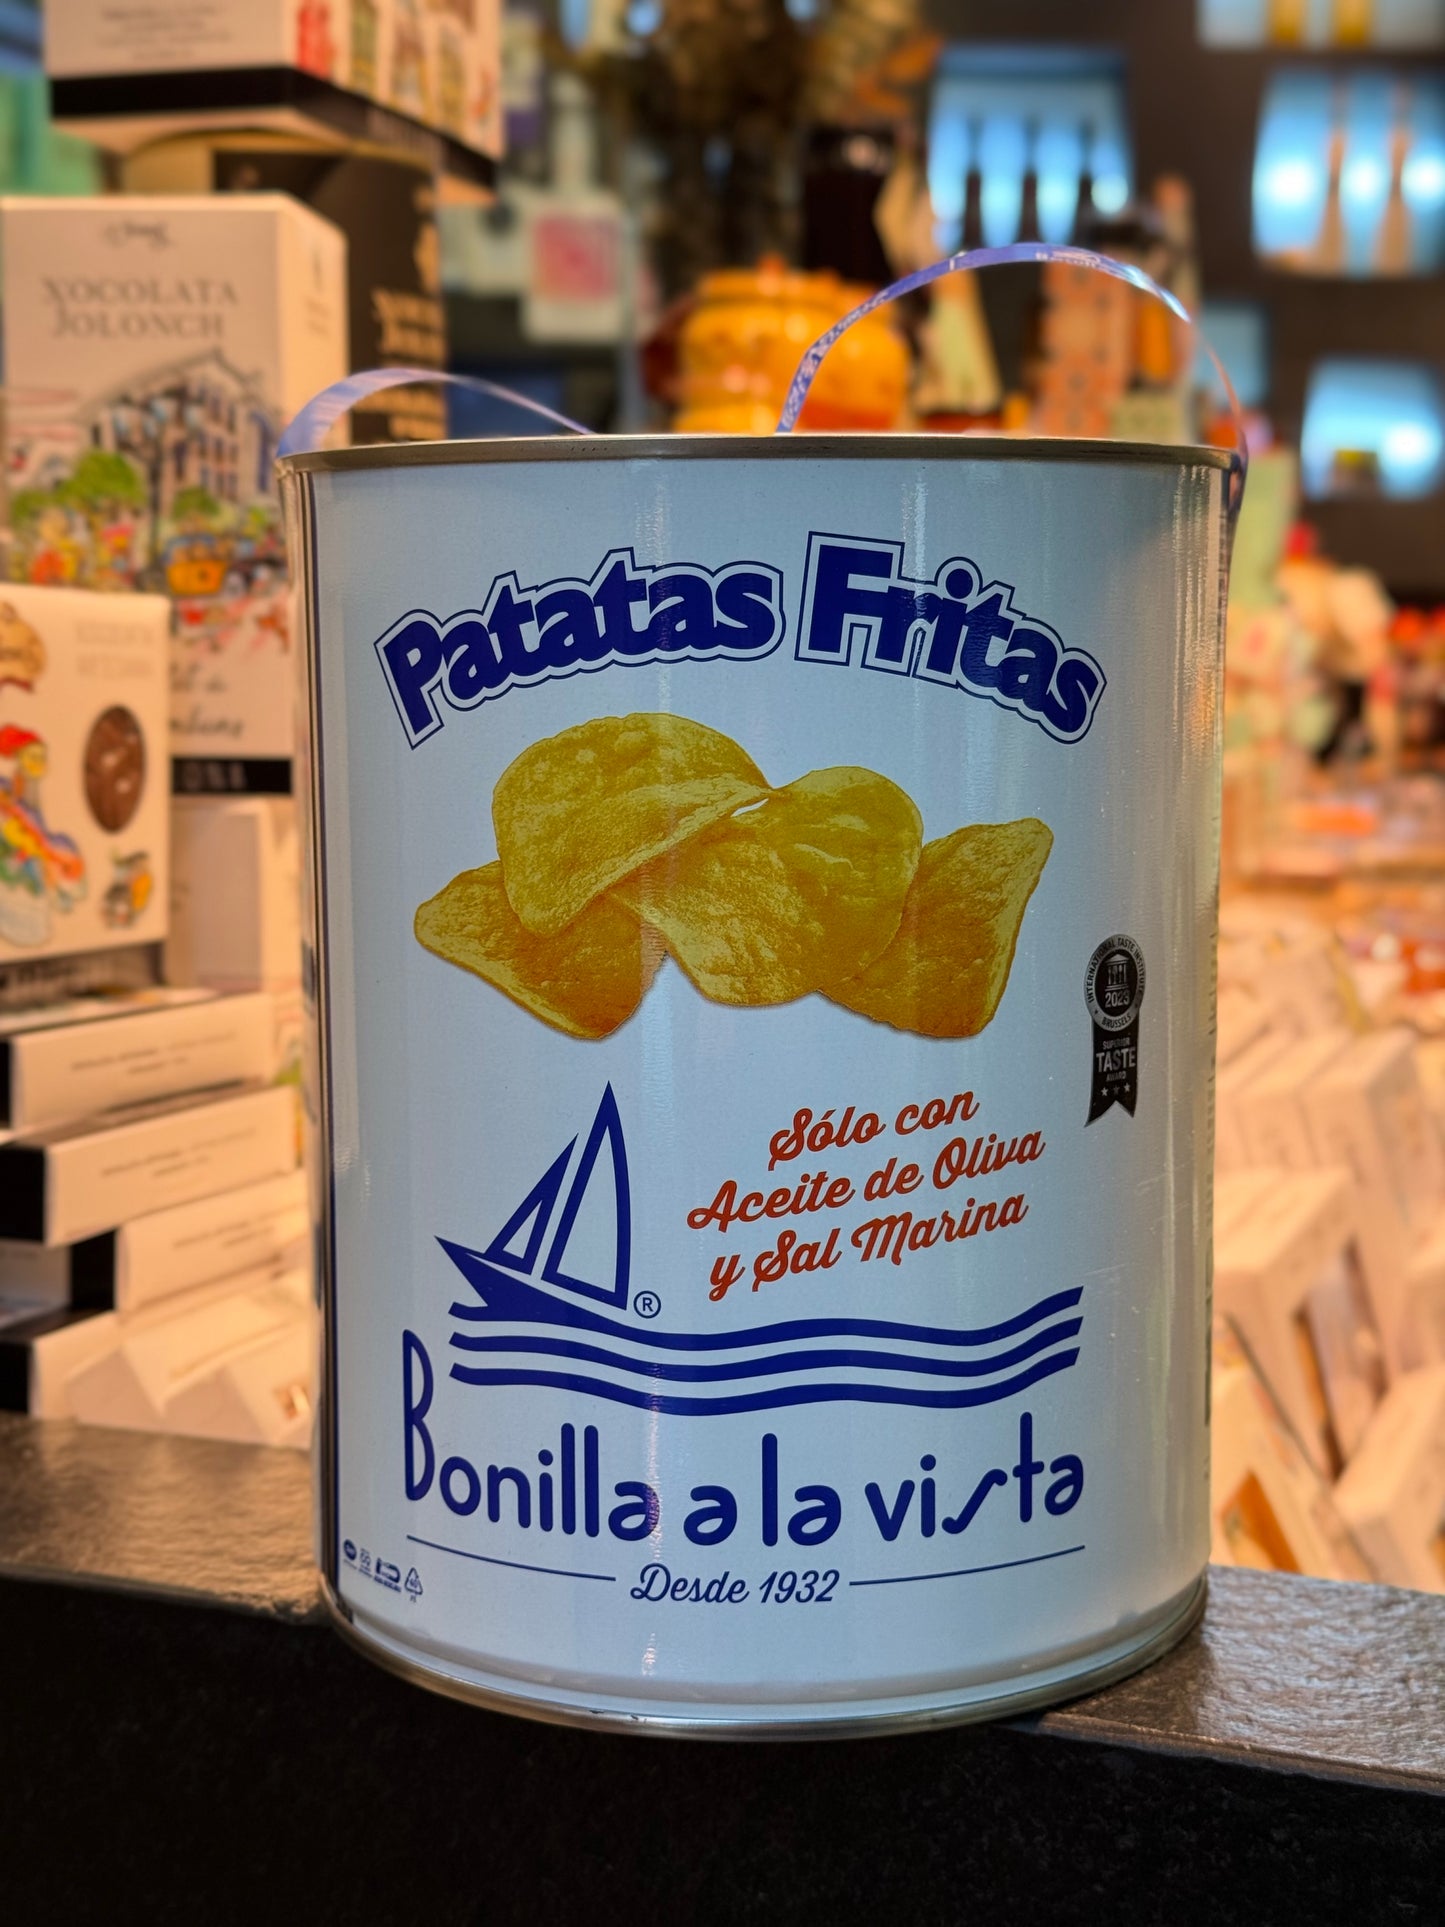 XOCOLATA
JOLONCH
Patatas Fritas
INTERNATIONAL TASTE INSTITUTE
2023
BRUSSELS
SUPERIOR
TASTE
AWARD
Sólo con
Aceite de Oliva
y Sal Marina
®
Bonilla a la vista
Desde 1932